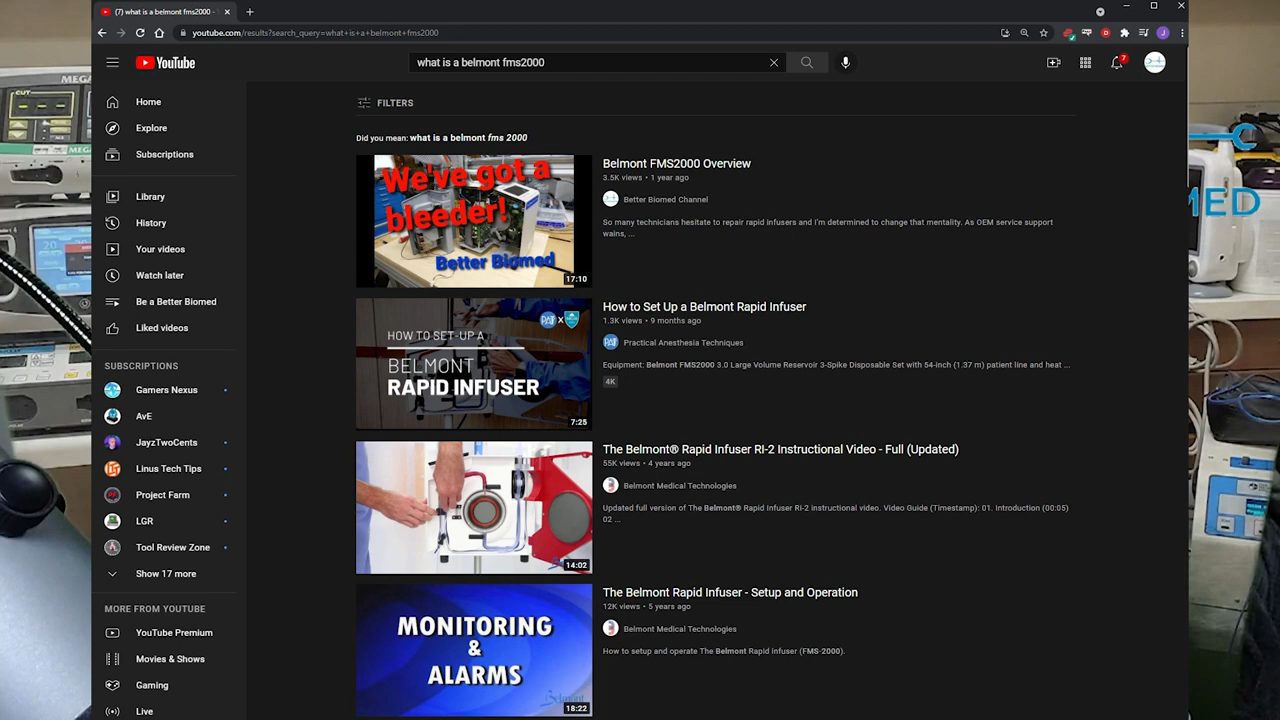 (7) what is a belmont fms2000 -
youtube.com/results?search_query=what+is+a+belmont+fms2000
YouTube
what is a belmont fms2000
7
J
Home
Explore
Subscriptions
Library
History
Your videos
Watch later
Be a Better Biomed
Liked videos
SUBSCRIPTIONS
Gamers Nexus
AvE
JayzTwoCents
Linus Tech Tips
Project Farm
LGR
Tool Review Zone
Show 17 more
MORE FROM YOUTUBE
YouTube Premium
Movies & Shows
Gaming
Live
FILTERS
Did you mean: what is a belmont fms 2000
We've got a
bleeder!
Better Biomed
17:10
Belmont FMS2000 Overview
3.5K views • 1 year ago
Better Biomed Channel
So many technicians hesitate to repair rapid infusers and I'm determined to change that mentality. As OEM service support
wains, ...
PAT X
HOW TO SET-UP A
BELMONT
RAPID INFUSER
7:25
How to Set Up a Belmont Rapid Infuser
1.3K views • 9 months ago
PAT
Practical Anesthesia Techniques
Equipment: Belmont FMS2000 3.0 Large Volume Reservoir 3-Spike Disposable Set with 54-inch (1.37 m) patient line and heat ...
4K
14:02
The Belmont® Rapid Infuser RI-2 Instructional Video - Full (Updated)
55K views • 4 years ago
Belmont Medical Technologies
Updated full version of The Belmont® Rapid Infuser RI-2 instructional video. Video Guide (Timestamp): 01. Introduction (00:05)
02 ...
MONITORING
&
ALARMS
Belmont
18:22
The Belmont Rapid Infuser - Setup and Operation
12K views • 5 years ago
Belmont Medical Technologies
How to setup and operate The Belmont Rapid infuser (FMS-2000).
MEGA
CUT
MED